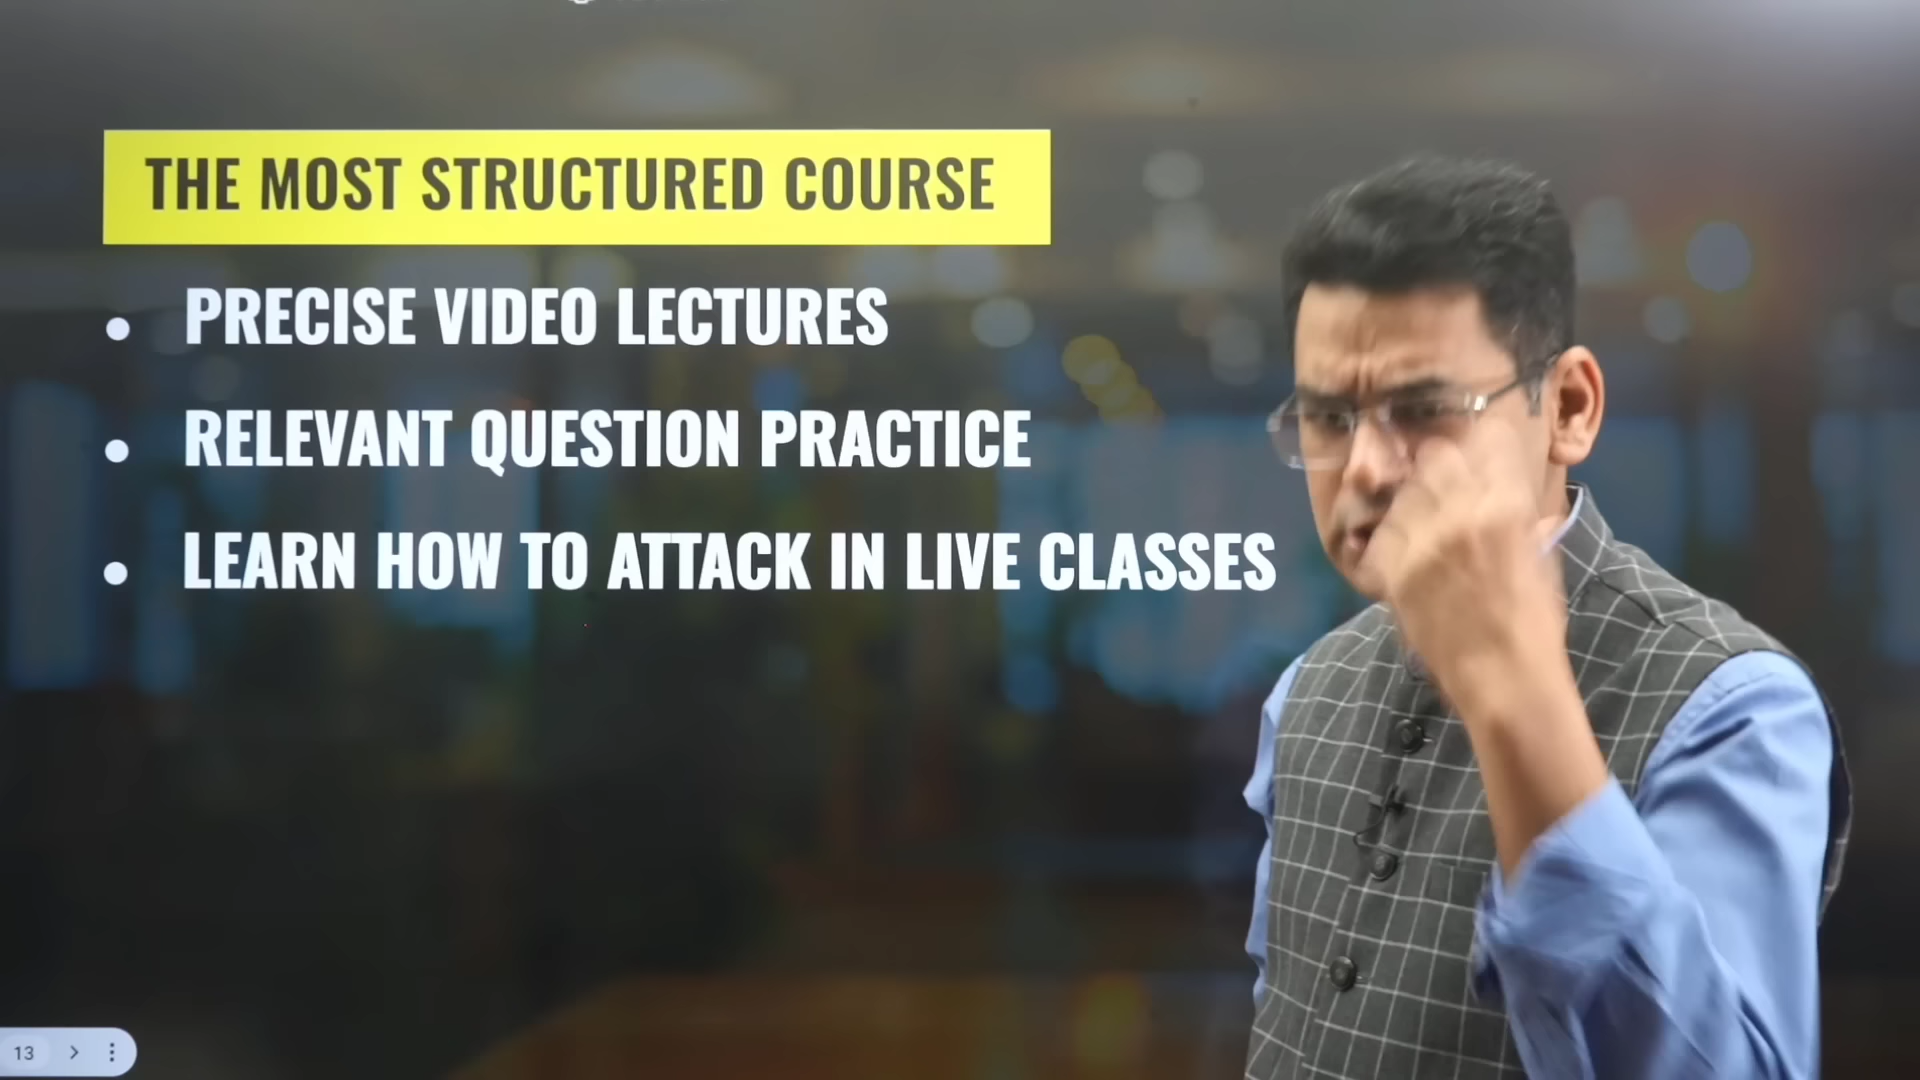 THE MOST STRUCTURED COURSE
PRECISE VIDEO LECTURES
RELEVANT QUESTION PRACTICE
LEARN HOW TO ATTACK IN LIVE CLASSES
13